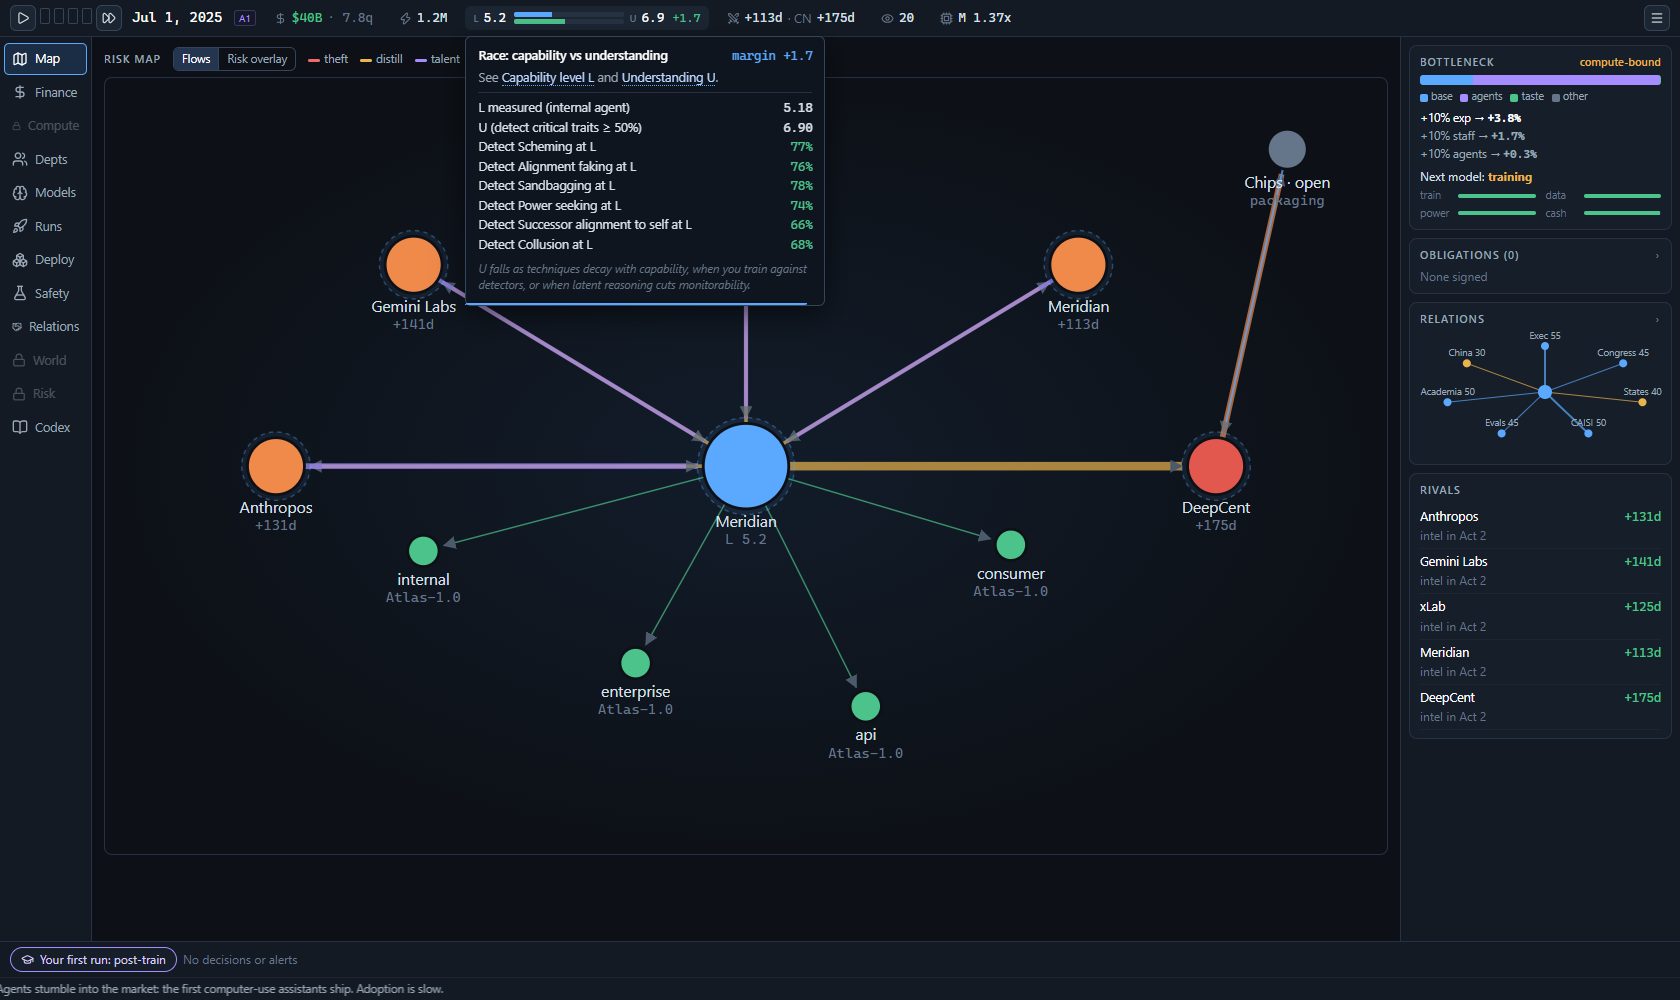 Jul 1, 2025 A1 $ $40B · 7.8q 1.2M L 5.2 U 6.9 +1.7 +113d · CN +175d 20 M 1.37x
Map
Finance
Compute
Depts
Models
Runs
Deploy
Safety
Relations
World
Risk
Codex
RISK MAP Flows Risk overlay theft distill talent
Race: capability vs understanding margin +1.7
See Capability level L and Understanding U.
L measured (internal agent) 5.18
U (detect critical traits ≥ 50%) 6.90
Detect Scheming at L 77%
Detect Alignment faking at L 76%
Detect Sandbagging at L 78%
Detect Power seeking at L 74%
Detect Successor alignment to self at L 66%
Detect Collusion at L 68%
U falls as techniques decay with capability, when you train against
detectors, or when latent reasoning cuts monitorability.
Chips · open
packaging
Gemini Labs
+141d
Meridian
+113d
Anthropos
+131d
Meridian
L 5.2
DeepCent
+175d
internal
Atlas-1.0
consumer
Atlas-1.0
enterprise
Atlas-1.0
api
Atlas-1.0
BOTTLENECK compute-bound
base agents taste other
+10% exp → +3.8%
+10% staff → +1.7%
+10% agents → +0.3%
Next model: training
train data
power cash
OBLIGATIONS (0) ›
None signed
RELATIONS ›
Exec 55
China 30 Congress 45
Academia 50 States 40
Evals 45 CAISI 50
RIVALS
Anthropos +131d
intel in Act 2
Gemini Labs +141d
intel in Act 2
xLab +125d
intel in Act 2
Meridian +113d
intel in Act 2
DeepCent +175d
intel in Act 2
Your first run: post-train No decisions or alerts
Agents stumble into the market: the first computer-use assistants ship. Adoption is slow.